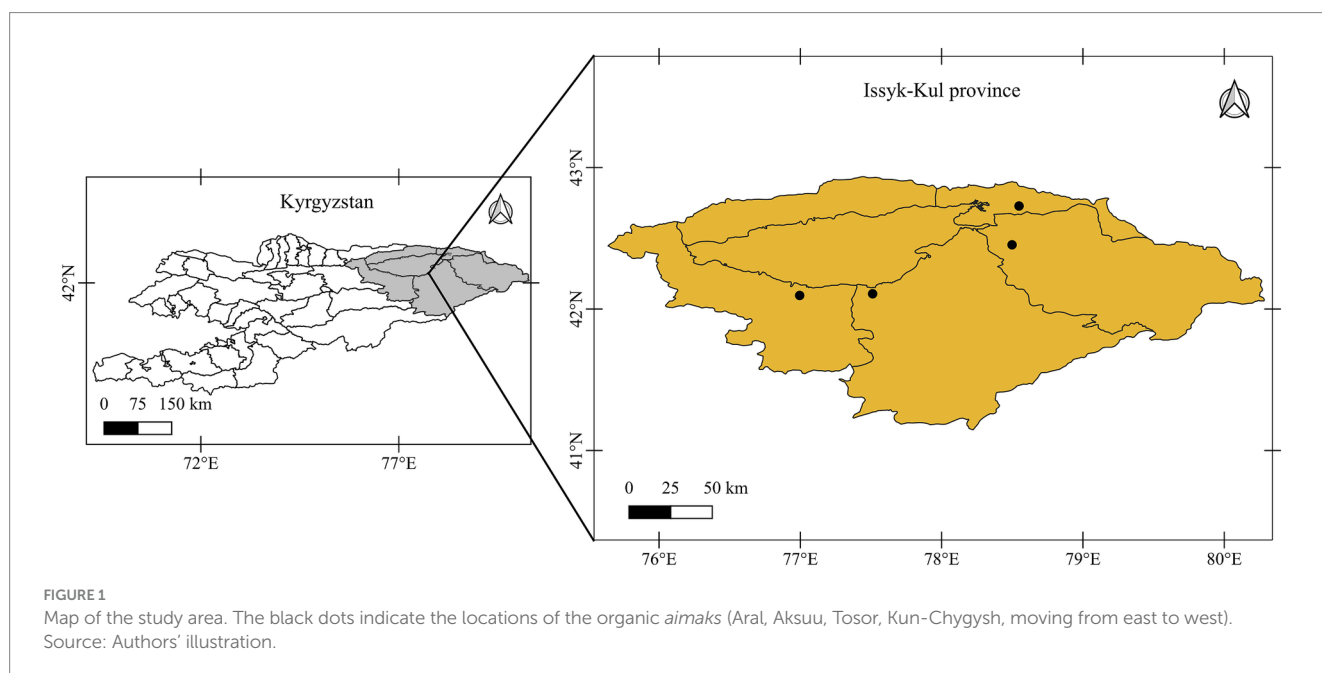 Kyrgyzstan
42°N
0 75 150 km
72°E 77°E
Issyk-Kul province
43°N
42°N
41°N
0 25 50 km
76°E 77°E 78°E 79°E 80°E
FIGURE 1
Map of the study area. The black dots indicate the locations of the organic aimaks (Aral, Aksuu, Tosor, Kun-Chygysh, moving from east to west).
Source: Authors’ illustration.